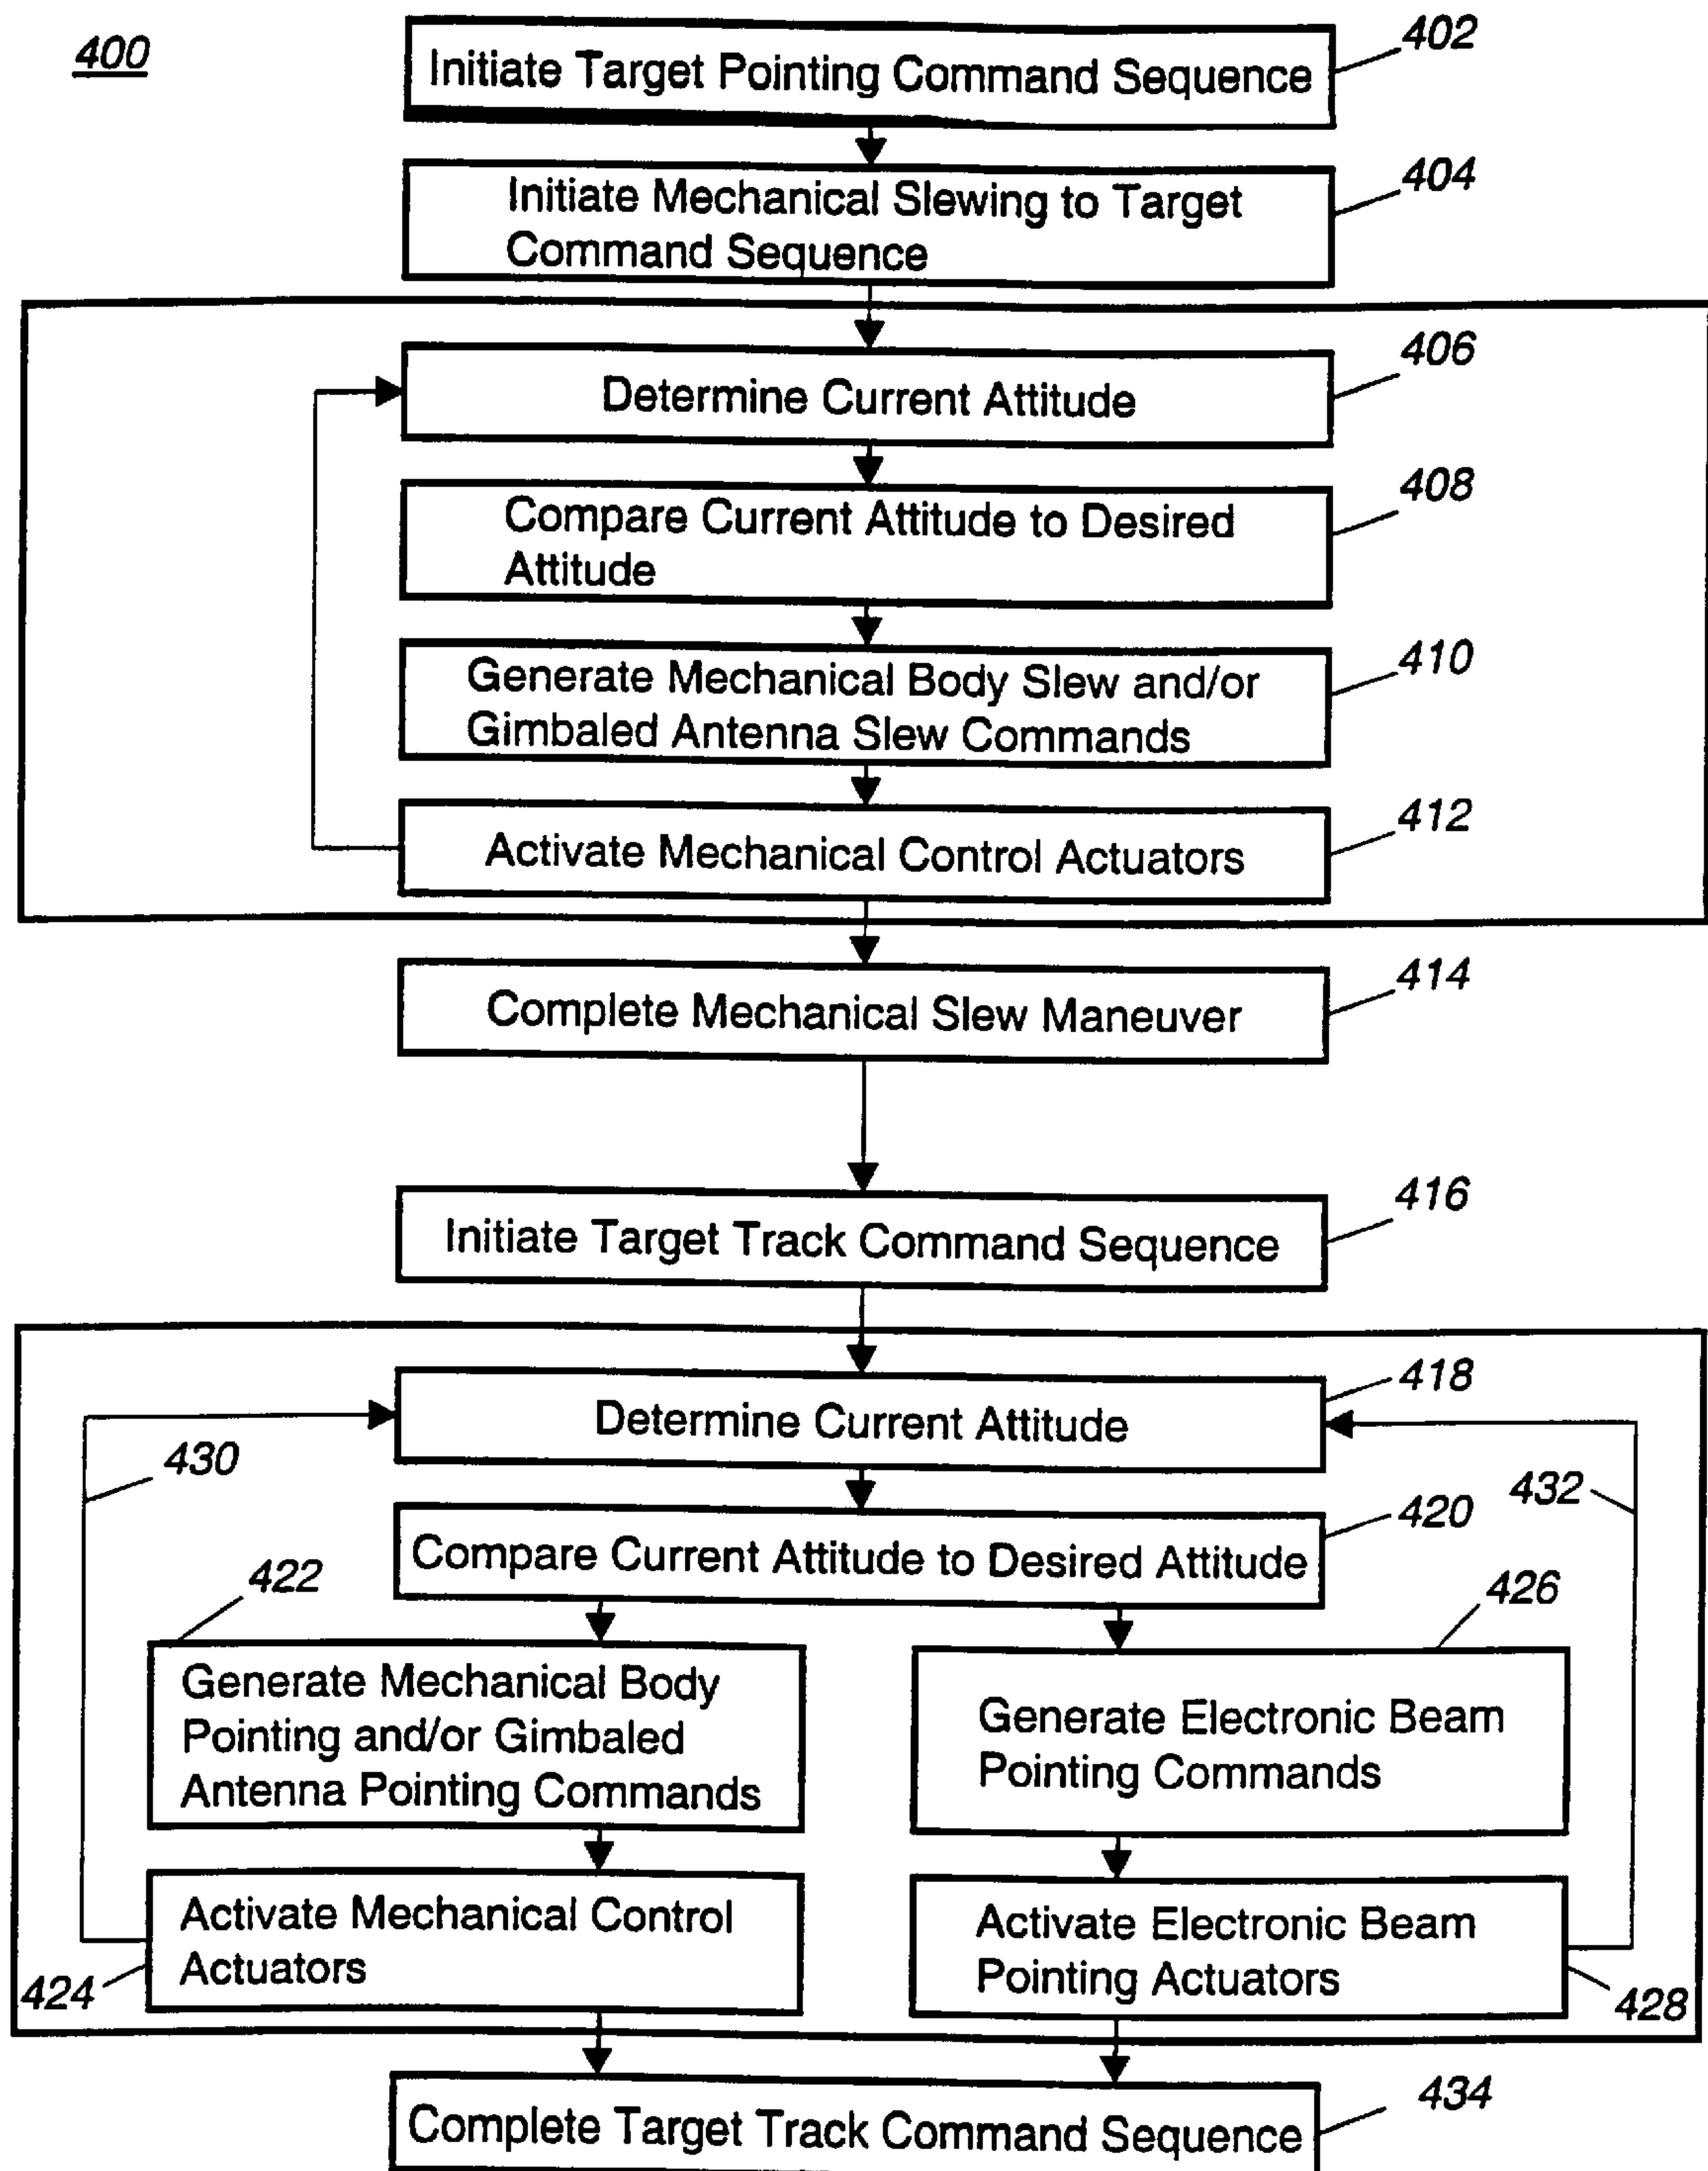 400
402
Initiate Target Pointing Command Sequence
404
Initiate Mechanical Slewing to Target
Command Sequence
406
Determine Current Attitude
408
Compare Current Attitude to Desired
Attitude
410
Generate Mechanical Body Slew and/or
Gimbaled Antenna Slew Commands
412
Activate Mechanical Control Actuators
414
Complete Mechanical Slew Maneuver
416
Initiate Target Track Command Sequence
418
Determine Current Attitude
430
432
420
Compare Current Attitude to Desired Attitude
422
426
Generate Mechanical Body
Pointing and/or Gimbaled
Antenna Pointing Commands
Generate Electronic Beam
Pointing Commands
Activate Mechanical Control
Actuators
424
Activate Electronic Beam
Pointing Actuators
428
434
Complete Target Track Command Sequence